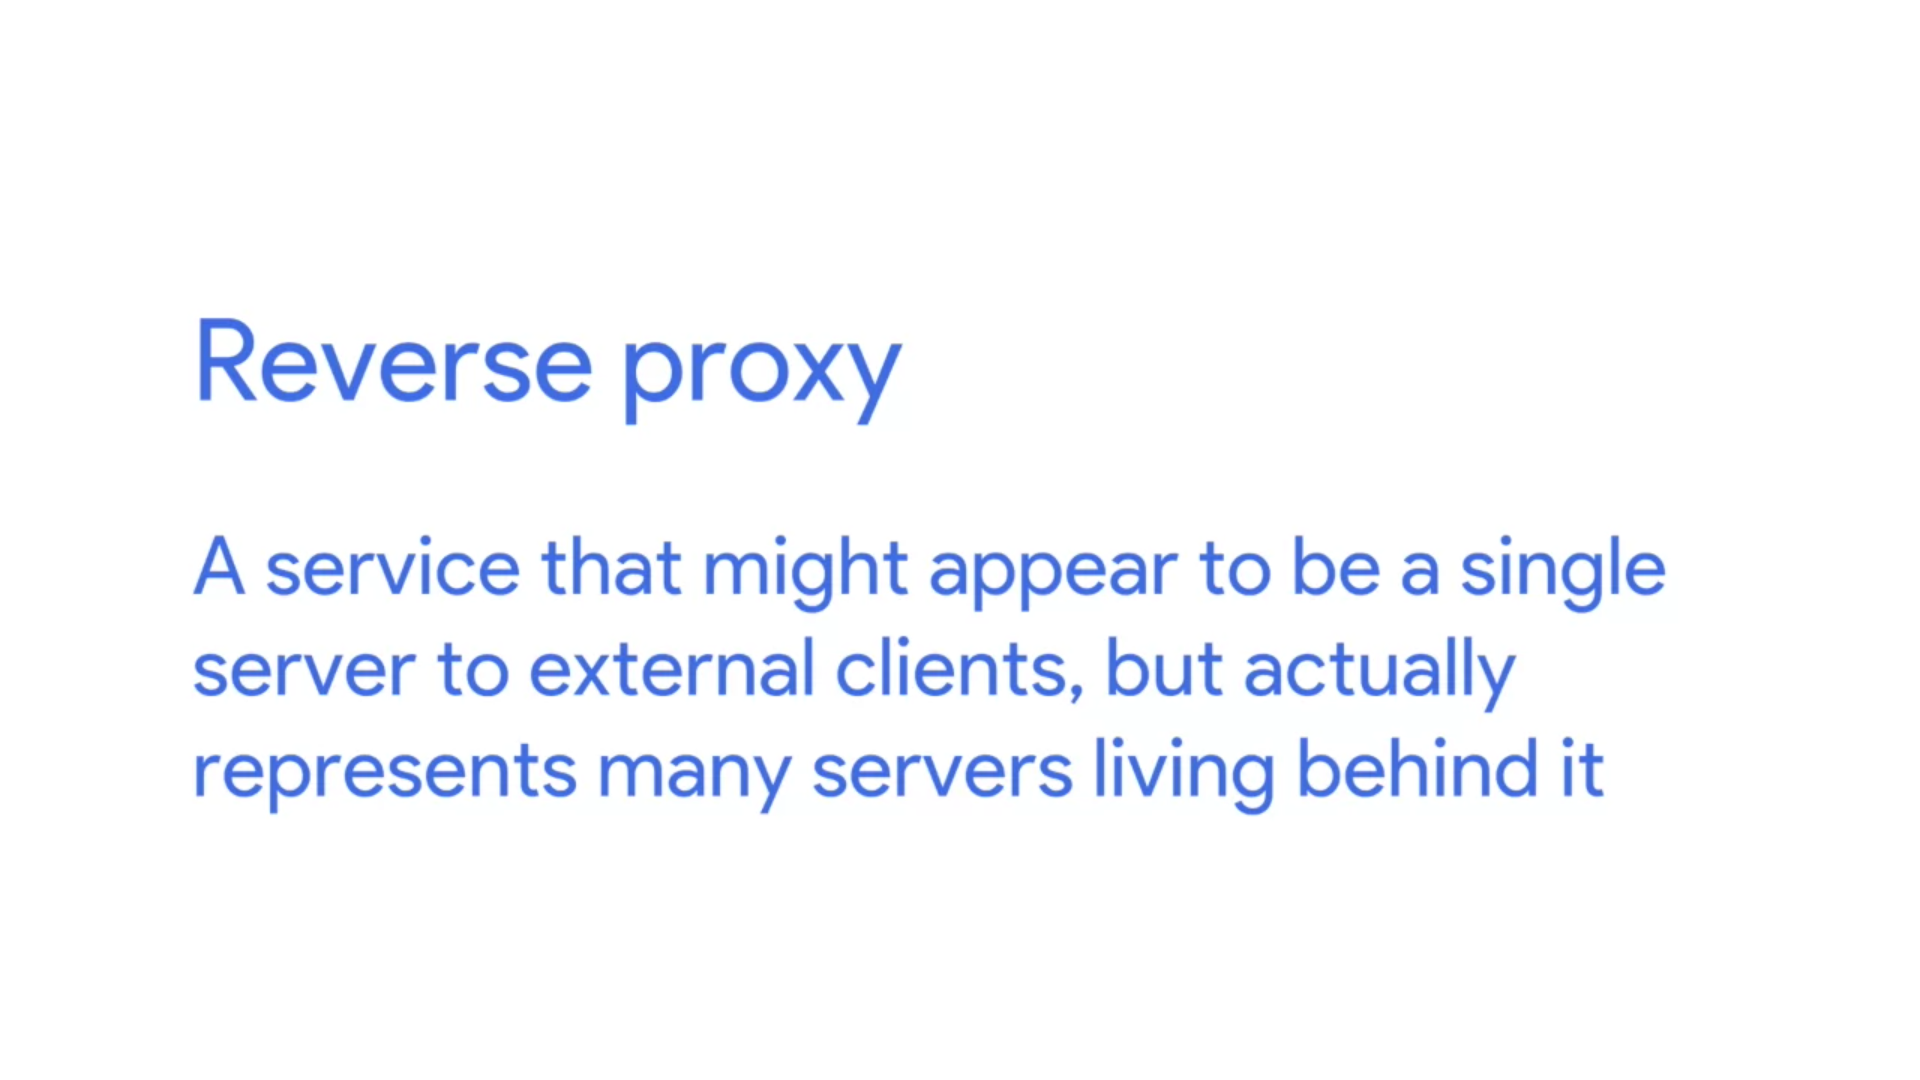 Reverse proxy
A service that might appear to be a single
server to external clients, but actually
represents many servers living behind it